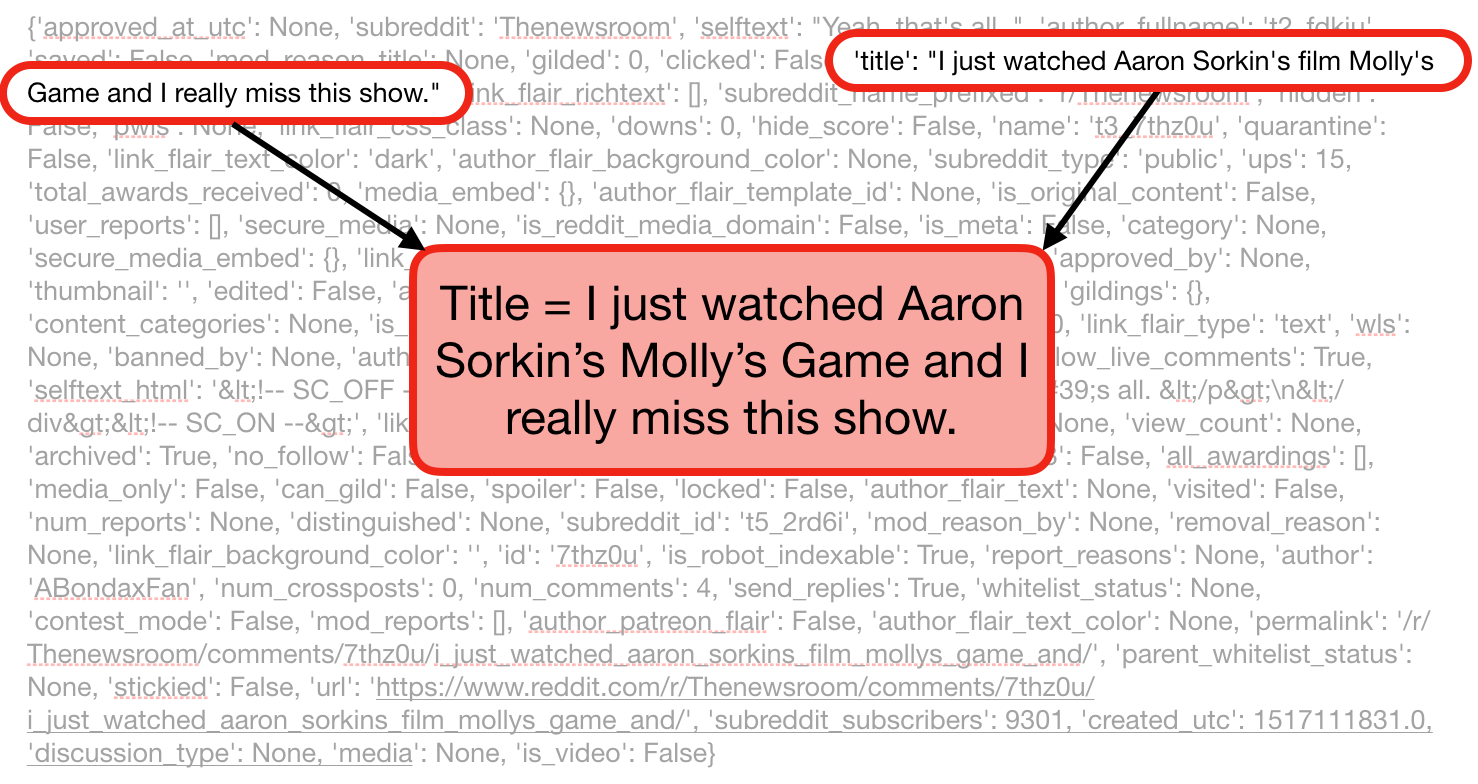 {'approved_at_utc': None, 'subreddit': 'Thenewsroom', 'selftext': "Yeah, that's all. ", 'author_fullname': 't2_fdkiu',
'saved': False, 'mod_reason_title': None, 'gilded': 0, 'clicked': False 'title': "I just watched Aaron Sorkin's film Molly's
Game and I really miss this show." link_flair_richtext': [], 'subreddit_name_prefixed': 'r/Thenewsroom', 'hidden':
False, 'pwls': None, 'link_flair_css_class': None, 'downs': 0, 'hide_score': False, 'name': 't3_7thz0u', 'quarantine':
False, 'link_flair_text_color': 'dark', 'author_flair_background_color': None, 'subreddit_type': 'public', 'ups': 15,
'total_awards_received': 0, 'media_embed': {}, 'author_flair_template_id': None, 'is_original_content': False,
'user_reports': [], 'secure_media': None, 'is_reddit_media_domain': False, 'is_meta': False, 'category': None,
'secure_media_embed': {}, 'link_ 'approved_by': None,
'thumbnail': '', 'edited': False, 'a 'gildings': {},
'content_categories': None, 'is_ 0, 'link_flair_type': 'text', 'wls':
None, 'banned_by': None, 'auth low_live_comments': True,
'selftext_html': '&lt;!-- SC_OFF - #39;s all. &lt;/p&gt;\n&lt;/
div&gt;&lt;!-- SC_ON --&gt;', 'lik None, 'view_count': None,
'archived': True, 'no_follow': Fals ': False, 'all_awardings': [],
Title = I just watched Aaron
Sorkin’s Molly’s Game and I
really miss this show.
'media_only': False, 'can_gild': False, 'spoiler': False, 'locked': False, 'author_flair_text': None, 'visited': False,
'num_reports': None, 'distinguished': None, 'subreddit_id': 't5_2rd6i', 'mod_reason_by': None, 'removal_reason':
None, 'link_flair_background_color': '', 'id': '7thz0u', 'is_robot_indexable': True, 'report_reasons': None, 'author':
'ABondaxFan', 'num_crossposts': 0, 'num_comments': 4, 'send_replies': True, 'whitelist_status': None,
'contest_mode': False, 'mod_reports': [], 'author_patreon_flair': False, 'author_flair_text_color': None, 'permalink': '/r/
Thenewsroom/comments/7thz0u/i_just_watched_aaron_sorkins_film_mollys_game_and/', 'parent_whitelist_status':
None, 'stickied': False, 'url': 'https://www.reddit.com/r/Thenewsroom/comments/7thz0u/
i_just_watched_aaron_sorkins_film_mollys_game_and/', 'subreddit_subscribers': 9301, 'created_utc': 1517111831.0,
'discussion_type': None, 'media': None, 'is_video': False}